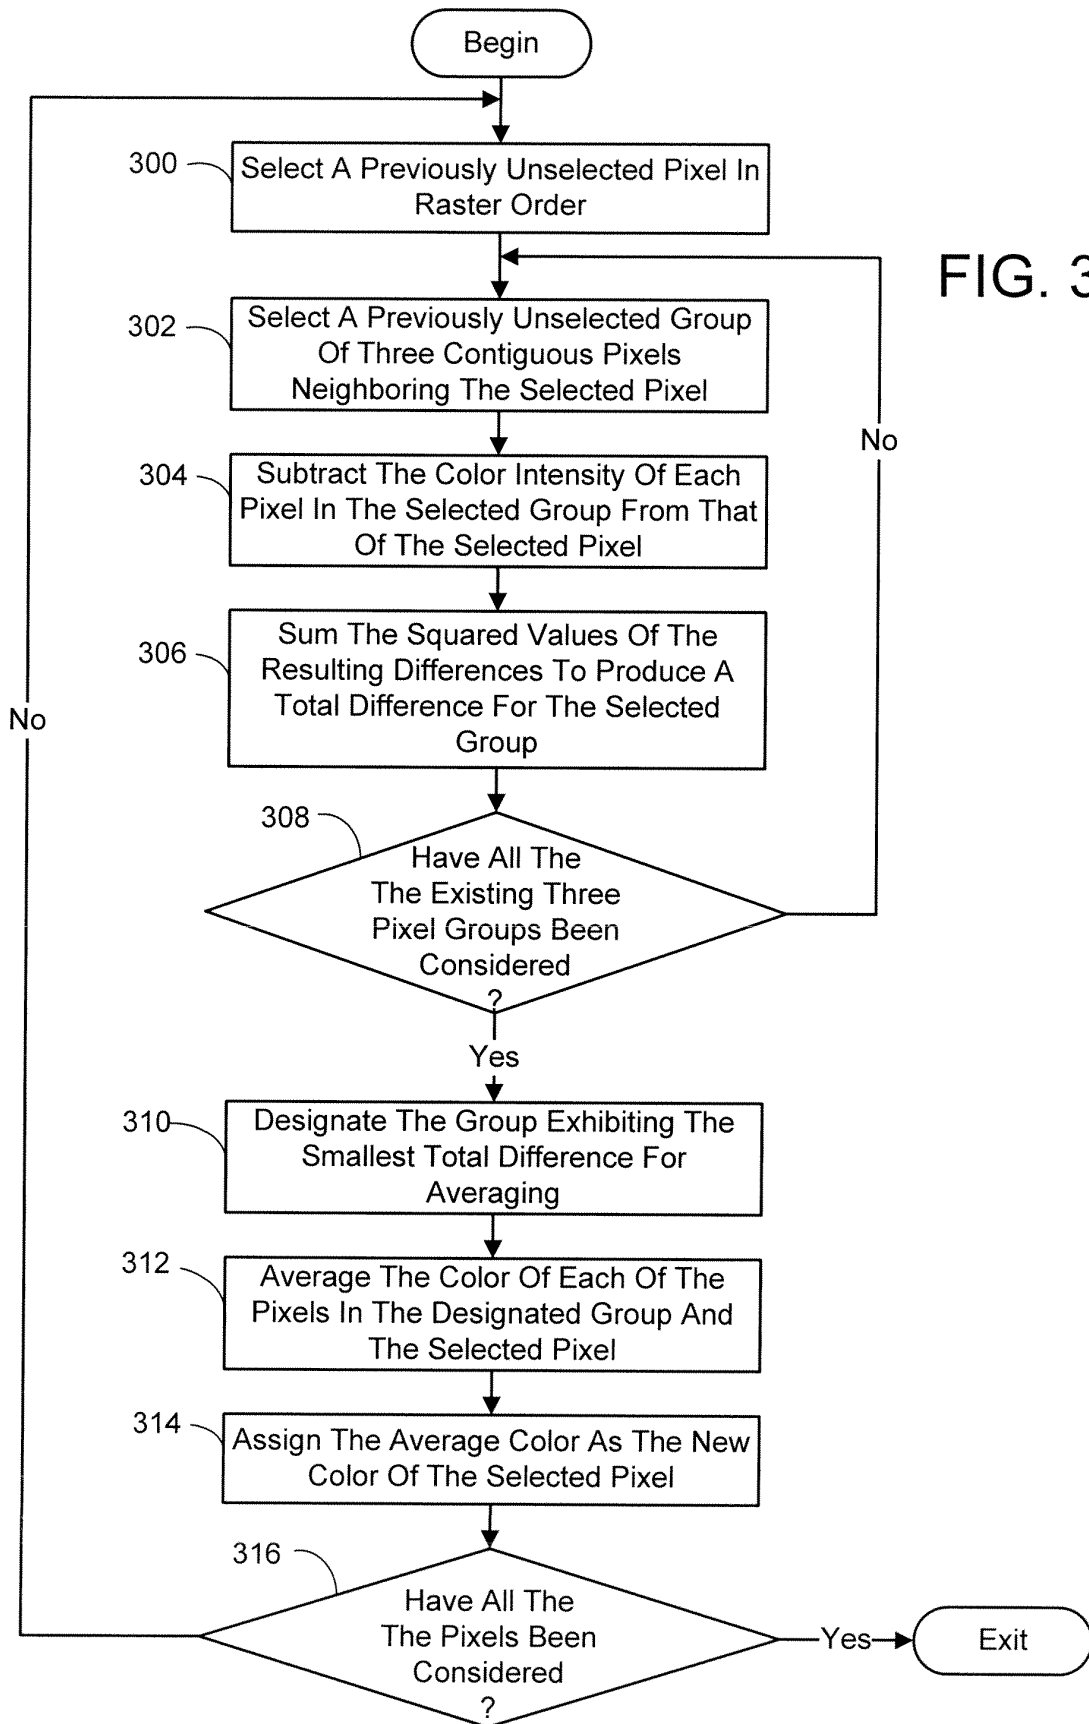 Begin
300
Select A Previously Unselected Pixel In
Raster Order
FIG. 3
302
Select A Previously Unselected Group
Of Three Contiguous Pixels
Neighboring The Selected Pixel
No
304
Subtract The Color Intensity Of Each
Pixel In The Selected Group From That
Of The Selected Pixel
306
Sum The Squared Values Of The
Resulting Differences To Produce A
Total Difference For The Selected
Group
No
308
Have All The
The Existing Three
Pixel Groups Been
Considered
?
Yes
310
Designate The Group Exhibiting The
Smallest Total Difference For
Averaging
312
Average The Color Of Each Of The
Pixels In The Designated Group And
The Selected Pixel
314
Assign The Average Color As The New
Color Of The Selected Pixel
316
Have All The
The Pixels Been
Considered
?
Yes
Exit